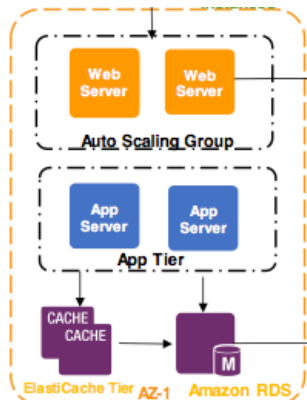 Web
Server
Web
Server
Auto Scaling Group
App
Server
App
Server
App Tier
CACHE
CACHE
M
ElastiCache Tier
AZ-1
Amazon RDS